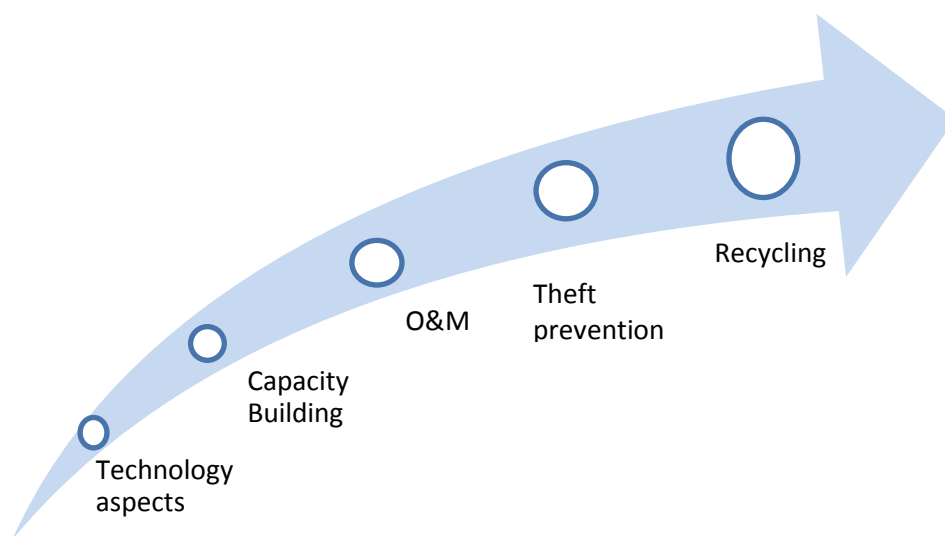 Technology
aspects
Capacity
Building
O&M
Theft
prevention
Recycling